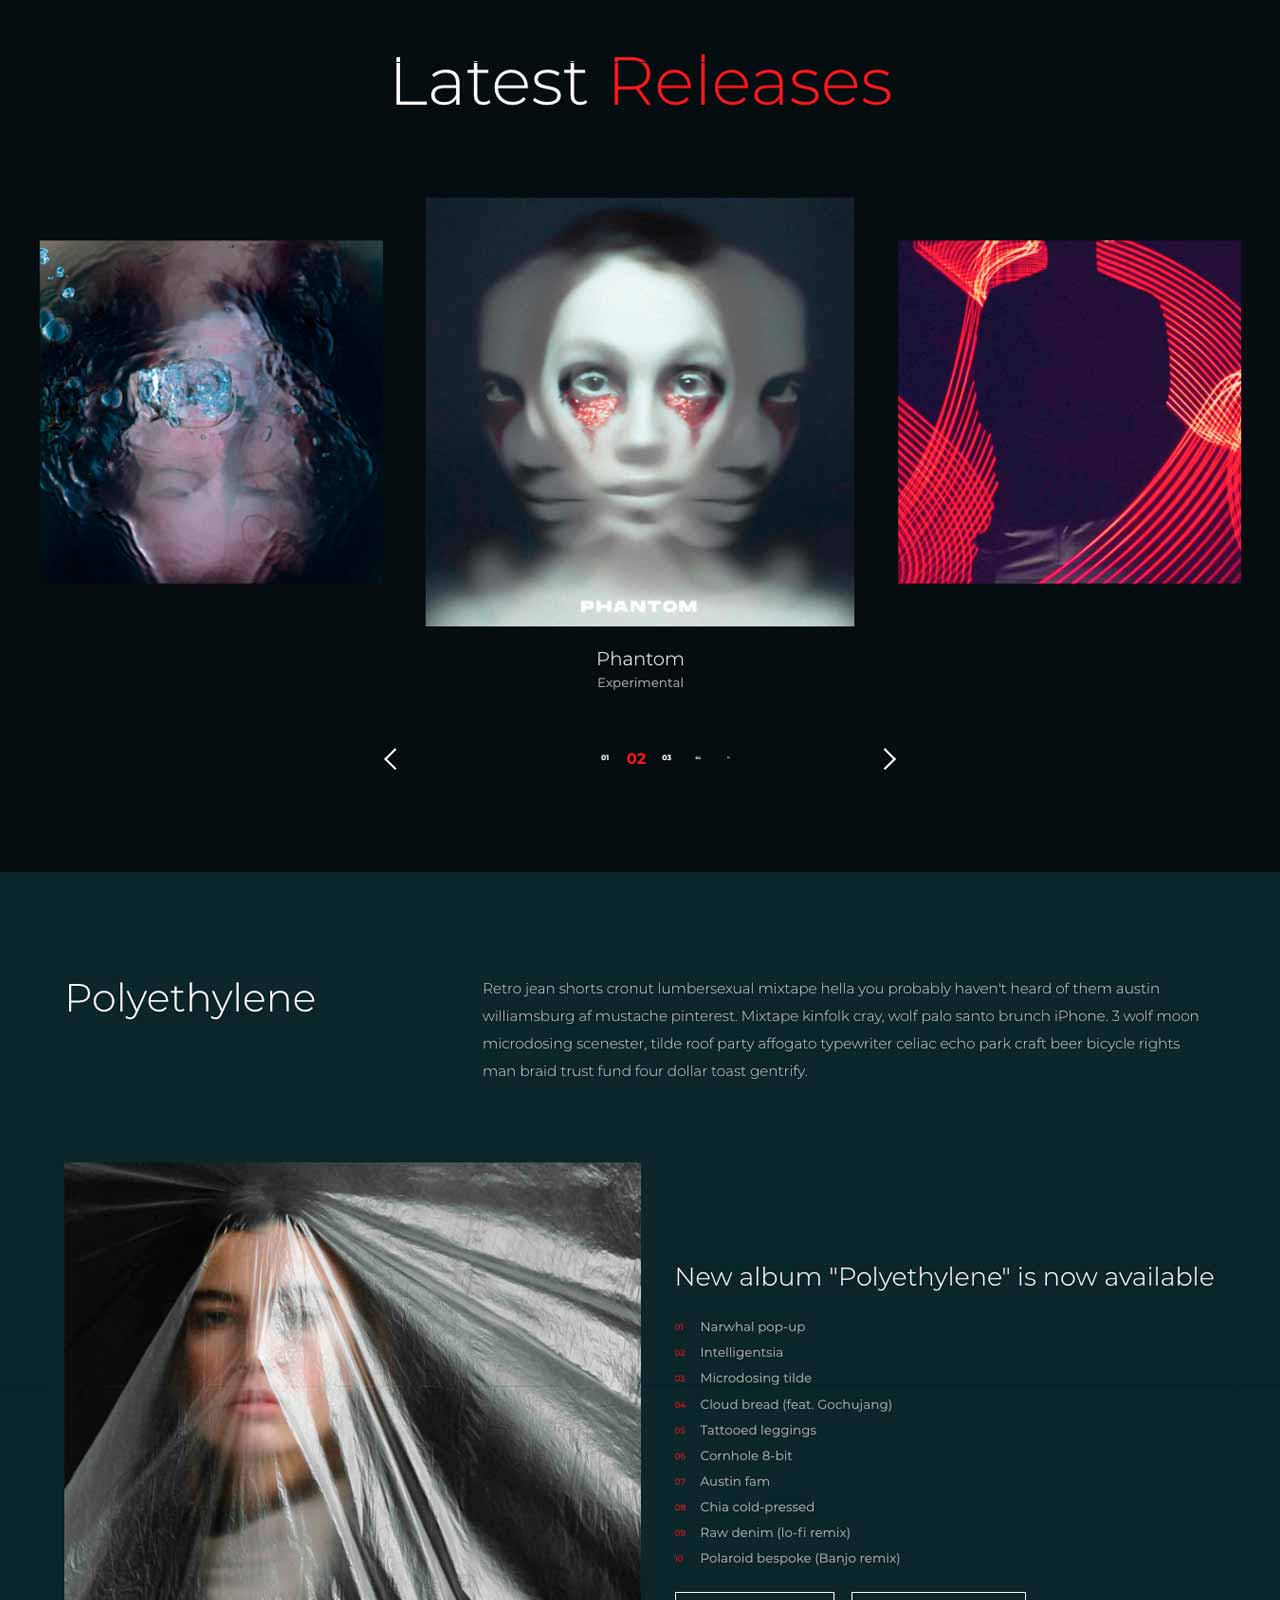 Latest Releases
PHANTOM
Phantom
Experimental
01 02 03
Polyethylene
Retro jean shorts cronut lumbersexual mixtape hella you probably haven't heard of them austin
williamsburg af mustache pinterest. Mixtape kinfolk cray, wolf palo santo brunch iPhone. 3 wolf moon
microdosing scenester, tilde roof party affogato typewriter celiac echo park craft beer bicycle rights
man braid trust fund four dollar toast gentrify.
New album "Polyethylene" is now available
01 Narwhal pop-up
02 Intelligentsia
03 Microdosing tilde
04 Cloud bread (feat. Gochujang)
05 Tattooed leggings
06 Cornhole 8-bit
07 Austin fam
08 Chia cold-pressed
09 Raw denim (lo-fi remix)
10 Polaroid bespoke (Banjo remix)